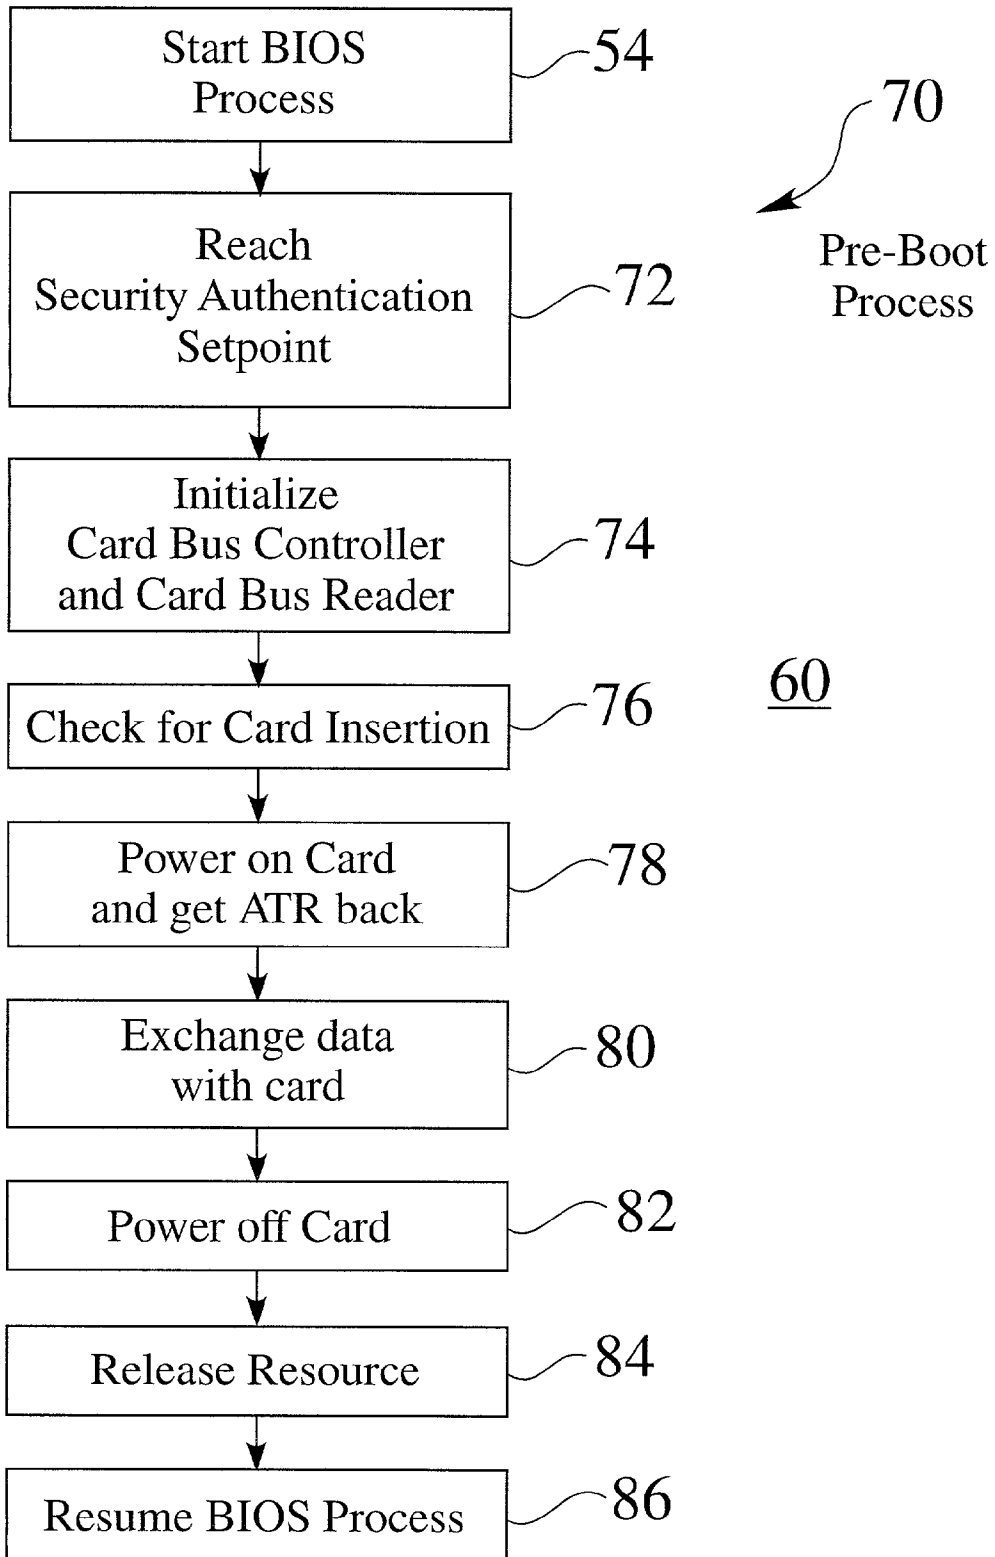 Start BIOS
Process
54
70
Pre-Boot
Process
Reach
Security Authentication
Setpoint
72
Initialize
Card Bus Controller
and Card Bus Reader
74
60
Check for Card Insertion
76
Power on Card
and get ATR back
78
Exchange data
with card
80
Power off Card
82
Release Resource
84
Resume BIOS Process
86